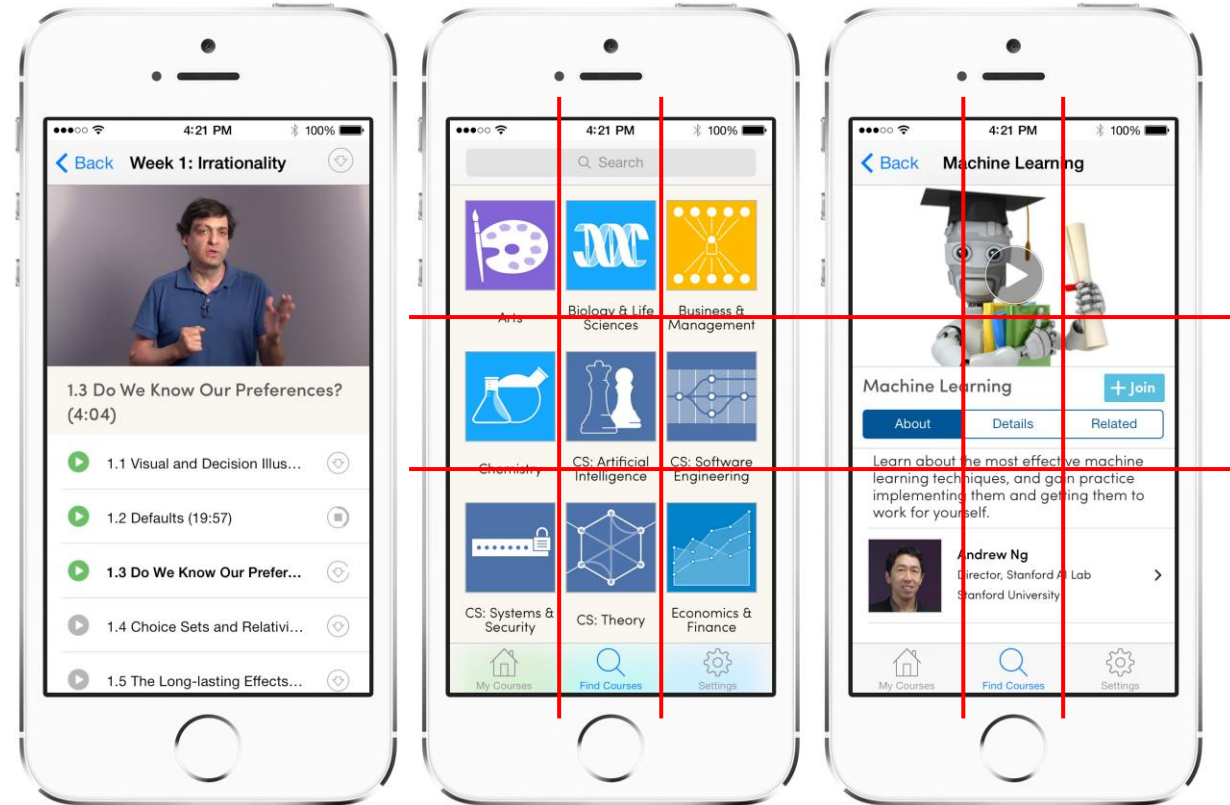 4:21 PM
100%
Back
Week 1: Irrationality
1.3 Do We Know Our Preferences?
(4:04)
1.1 Visual and Decision Illus...
1.2 Defaults (19:57)
1.3 Do We Know Our Prefer...
1.4 Choice Sets and Relativi...
1.5 The Long-lasting Effects...
4:21 PM
100%
Search
Arts
Biology & Life
Sciences
Business &
Management
Chemistry
CS: Artificial
Intelligence
CS: Software
Engineering
CS: Systems &
Security
CS: Theory
Economics &
Finance
My Courses
Find Courses
Settings
4:21 PM
100%
Back
Machine Learning
Machine Learning
+ Join
About
Details
Related
Learn about the most effective machine
learning techniques, and gain practice
implementing them and getting them to
work for yourself.
Andrew Ng
Director, Stanford AI Lab
Stanford University
My Courses
Find Courses
Settings